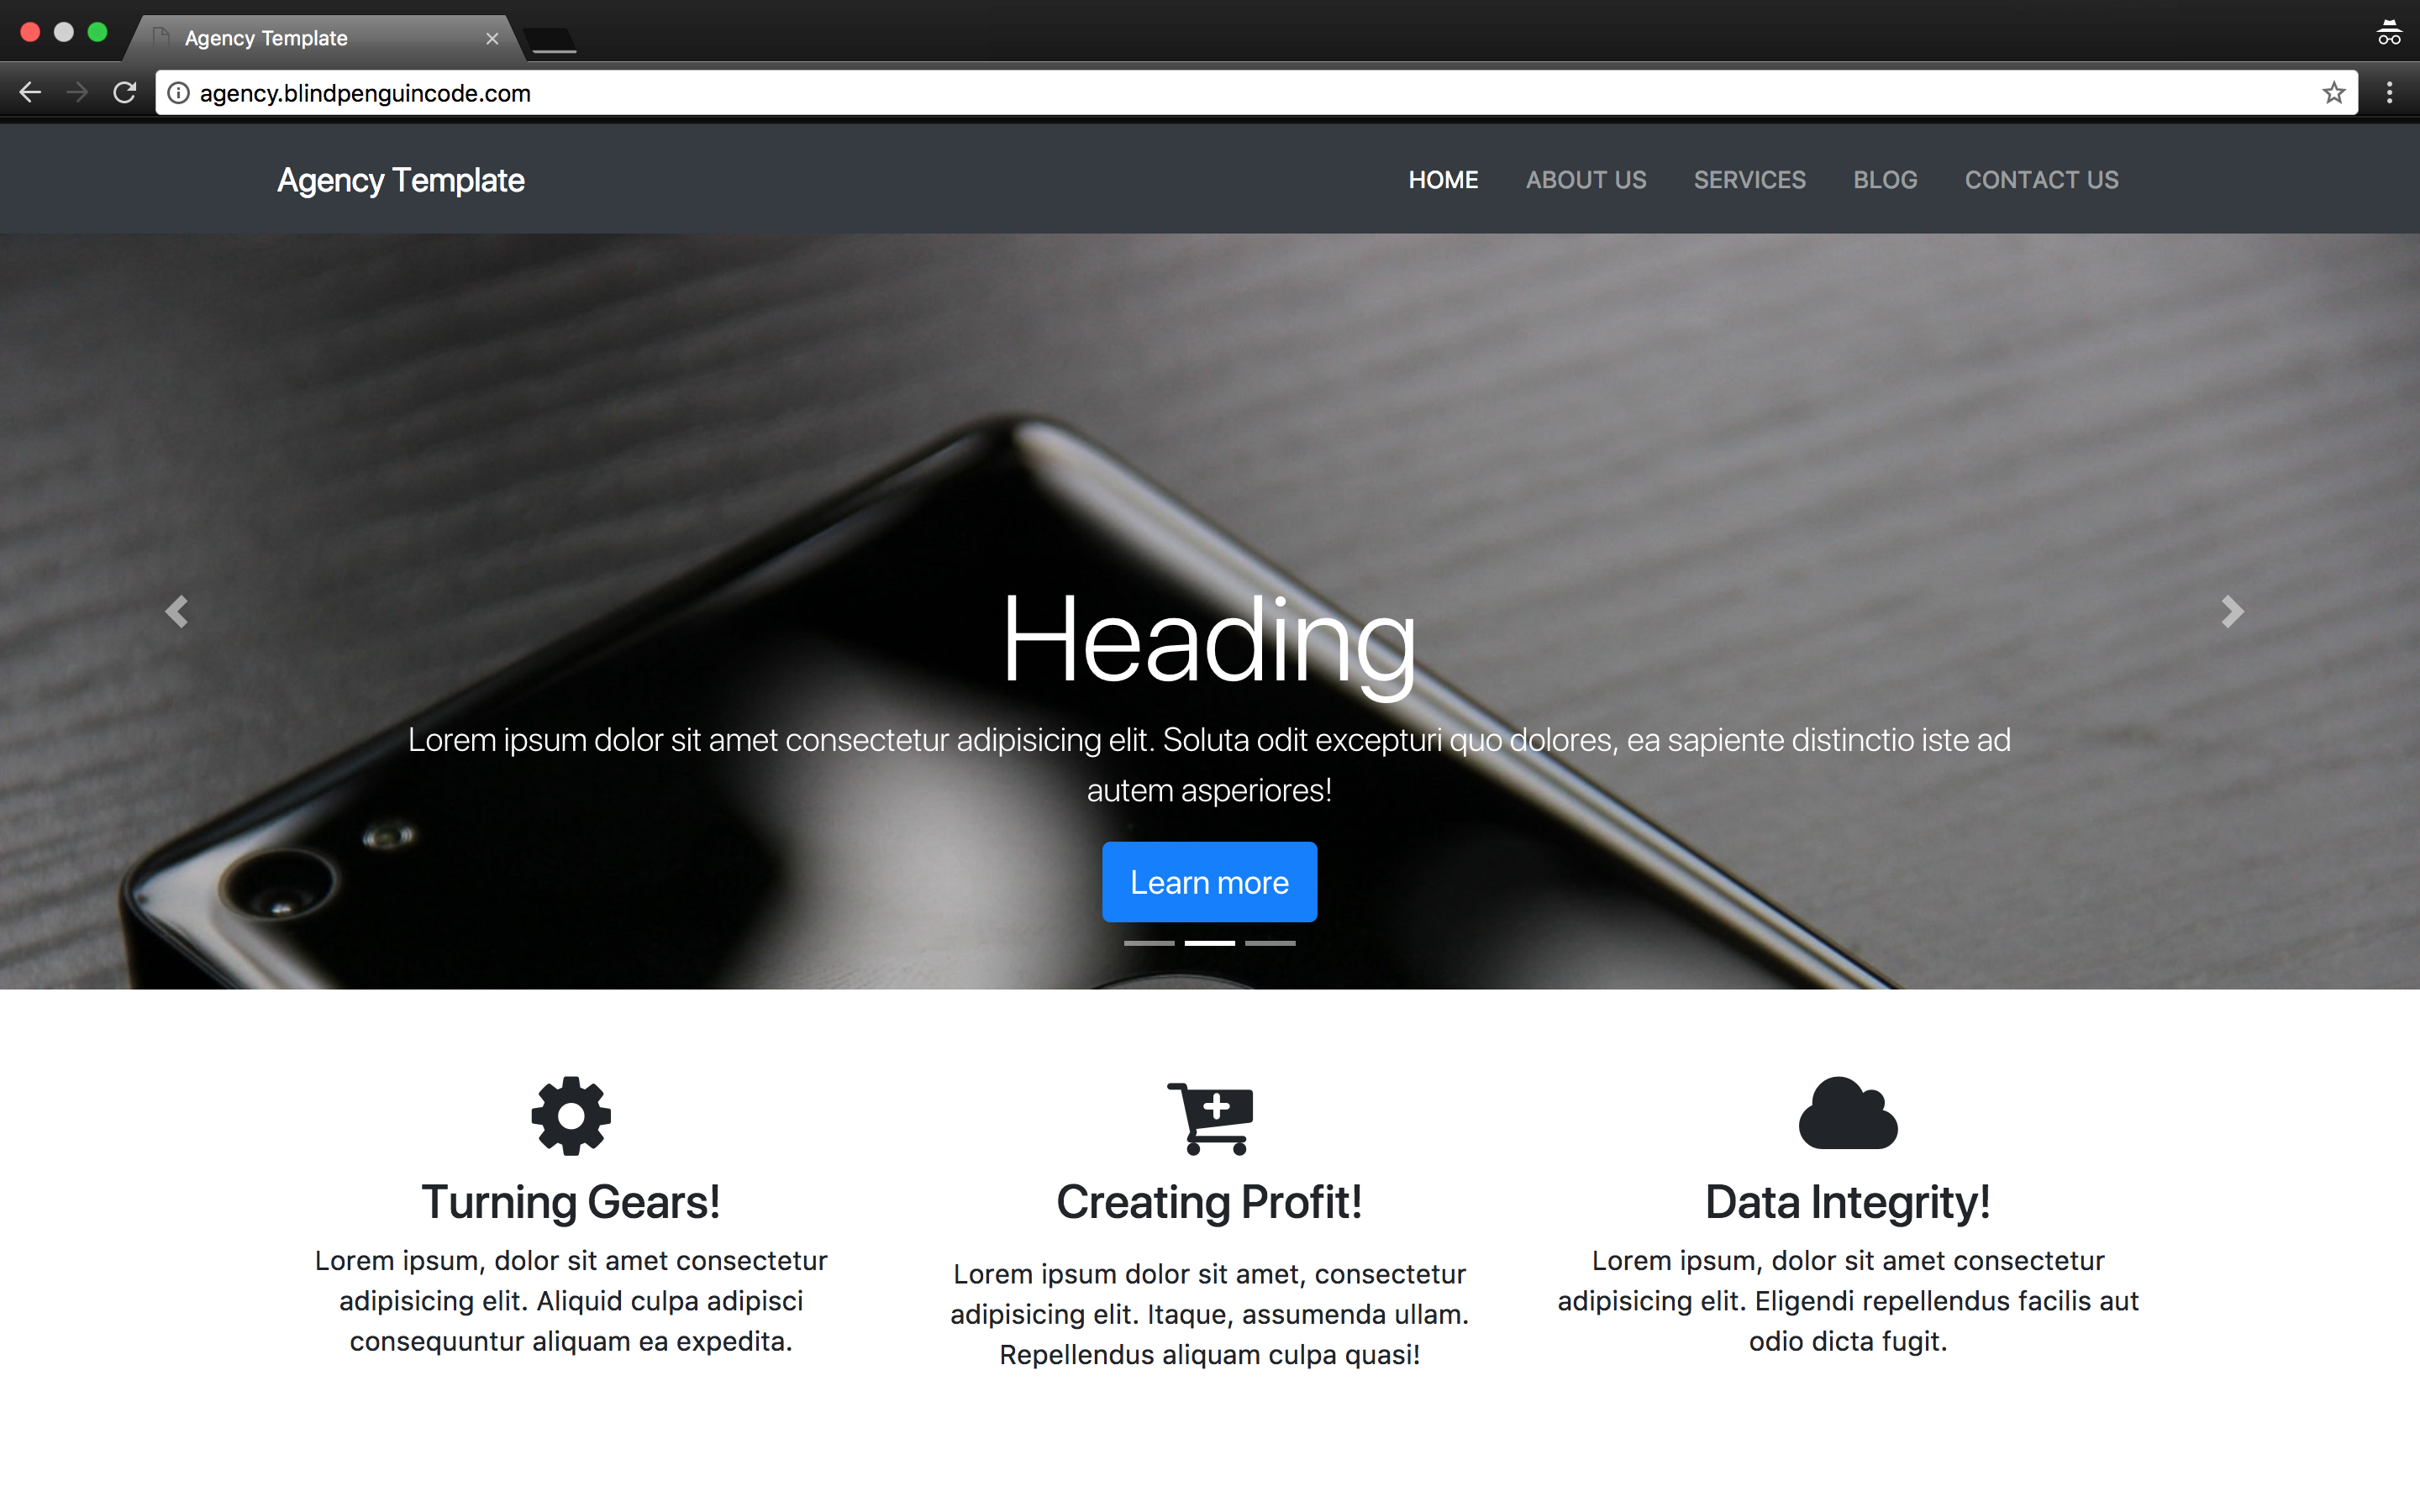 Agency Template
agency.blindpenguincode.com
Agency Template
HOME ABOUT US SERVICES BLOG CONTACT US
Heading
Lorem ipsum dolor sit amet consectetur adipisicing elit. Soluta odit excepturi quo dolores, ea sapiente distinctio iste ad
autem asperiores!
Learn more
Turning Gears!
Lorem ipsum, dolor sit amet consectetur
adipisicing elit. Aliquid culpa adipisci
consequuntur aliquam ea expedita.
Creating Profit!
Lorem ipsum dolor sit amet, consectetur
adipisicing elit. Itaque, assumenda ullam.
Repellendus aliquam culpa quasi!
Data Integrity!
Lorem ipsum, dolor sit amet consectetur
adipisicing elit. Eligendi repellendus facilis aut
odio dicta fugit.